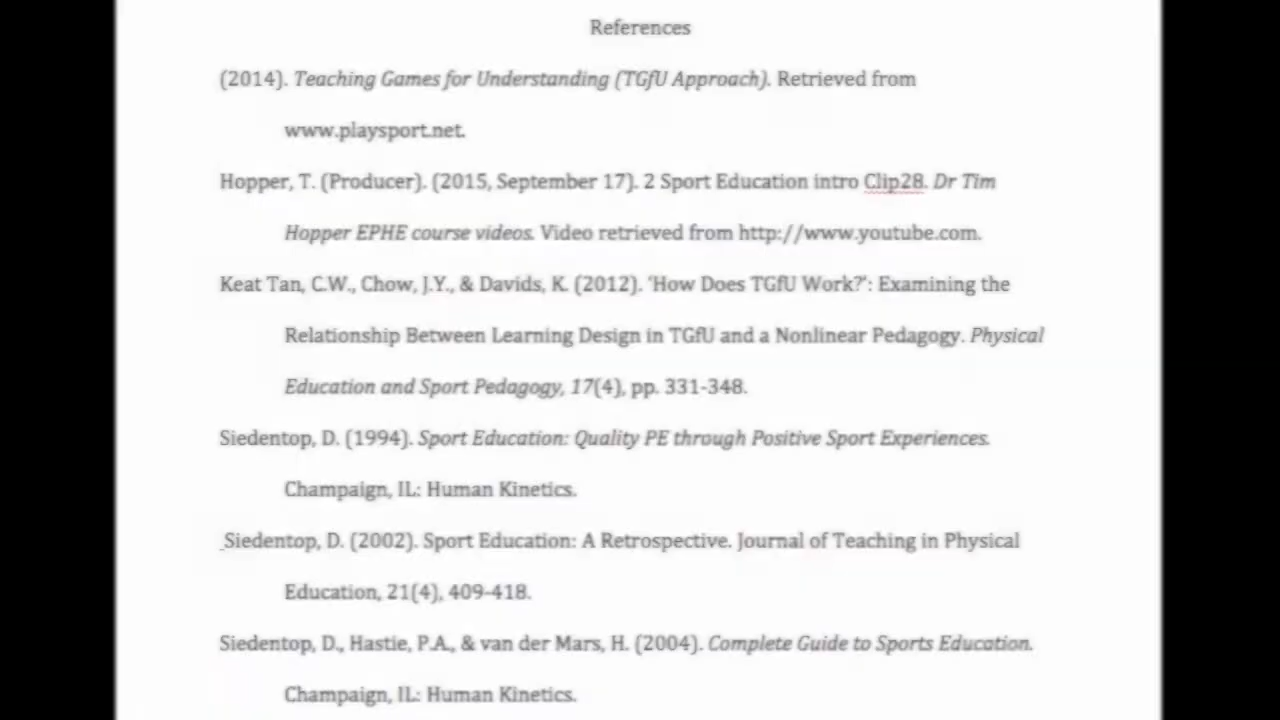 References
(2014). Teaching Games for Understanding (TGfU Approach). Retrieved from
www.playsport.net.
Hopper, T. (Producer). (2015, September 17). 2 Sport Education intro Clip28. Dr Tim
Hopper EPHE course videos. Video retrieved from http://www.youtube.com.
Keat Tan, C.W., Chow, J.Y., & Davids, K. (2012). 'How Does TGfU Work?': Examining the
Relationship Between Learning Design in TGfU and a Nonlinear Pedagogy. Physical
Education and Sport Pedagogy, 17(4), pp. 331-348.
Siedentop, D. (1994). Sport Education: Quality PE through Positive Sport Experiences.
Champaign, IL: Human Kinetics.
Siedentop, D. (2002). Sport Education: A Retrospective. Journal of Teaching in Physical
Education, 21(4), 409-418.
Siedentop, D., Hastie, P.A., & van der Mars, H. (2004). Complete Guide to Sports Education.
Champaign, IL: Human Kinetics.